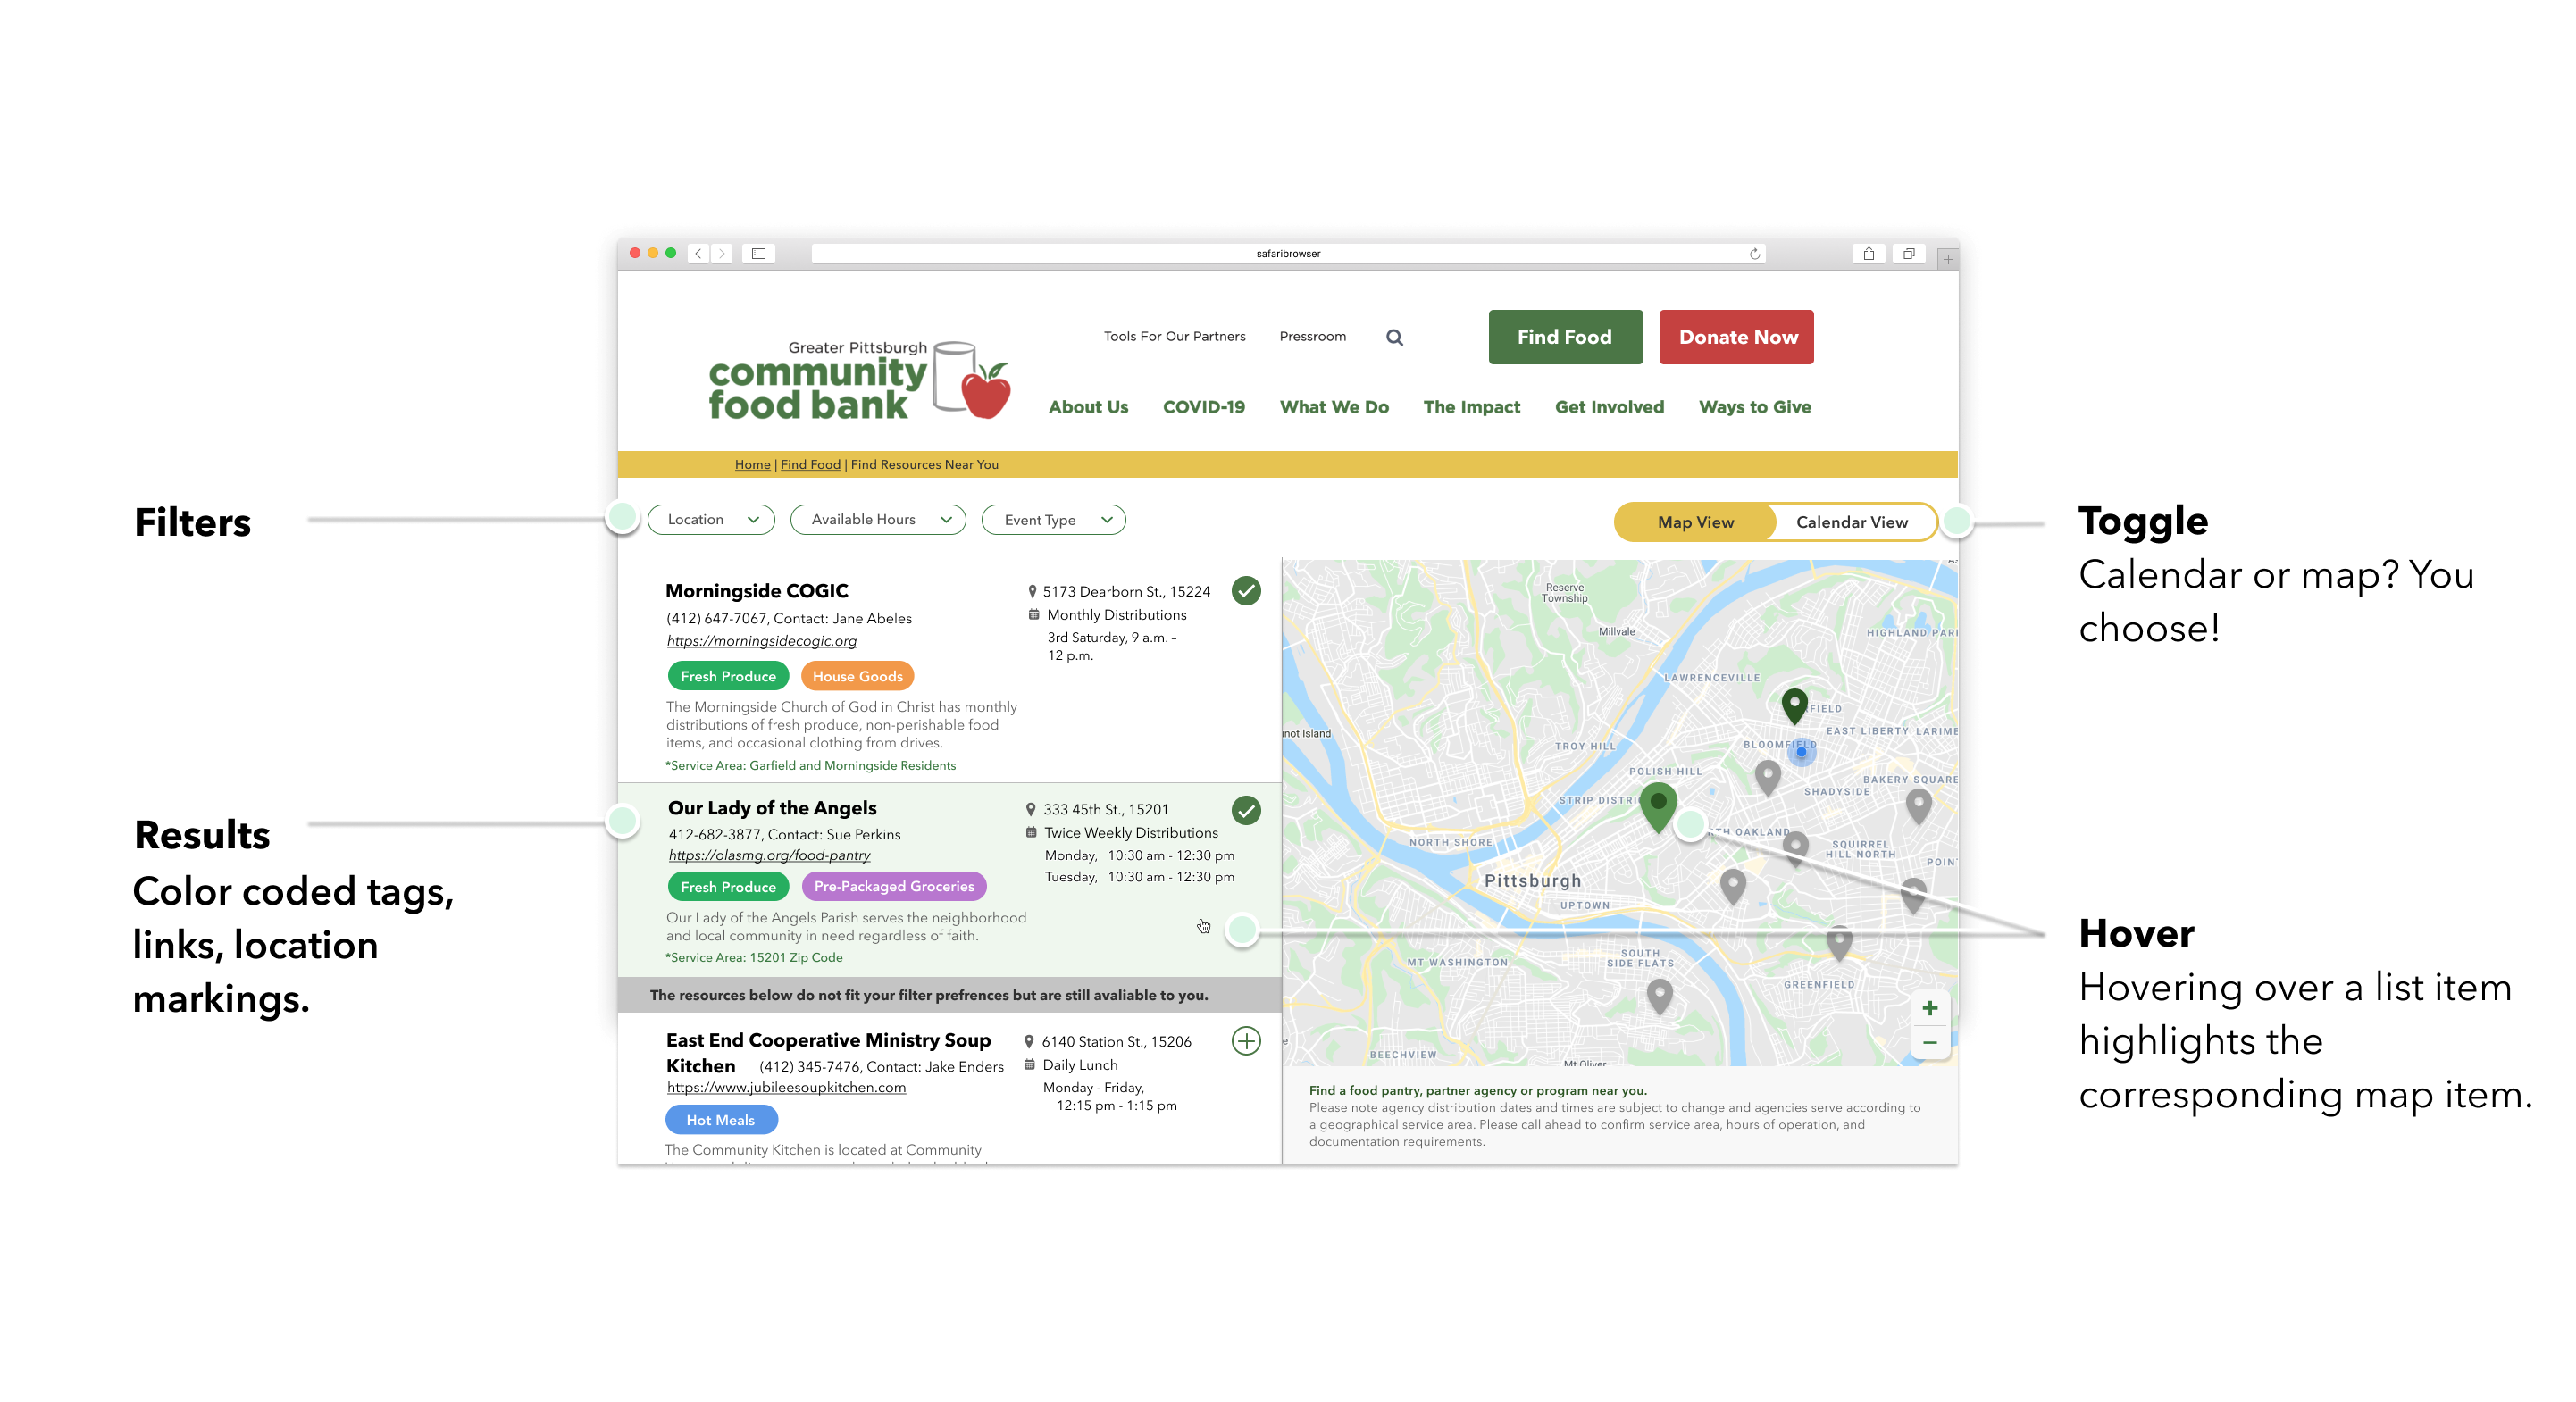 safaribrowser
Tools For Our Partners
Pressroom
Find Food
Donate Now
Greater Pittsburgh
community
food bank
About Us
COVID-19
What We Do
The Impact
Get Involved
Ways to Give
Home | Find Food | Find Resources Near You
Filters
Location
Available Hours
Event Type
Map View
Calendar View
Toggle
Calendar or map? You
choose!
Morningside COGIC
(412) 647-7067, Contact: Jane Abeles
https://morningsidecogic.org
Fresh Produce
House Goods
The Morningside Church of God in Christ has monthly
distributions of fresh produce, non-perishable food
items, and occasional clothing from drives.
*Service Area: Garfield and Morningside Residents
5173 Dearborn St., 15224
Monthly Distributions
3rd Saturday, 9 a.m. –
12 p.m.
Results
Color coded tags,
links, location
markings.
Our Lady of the Angels
412-682-3877, Contact: Sue Perkins
https://olasmg.org/food-pantry
Fresh Produce
Pre-Packaged Groceries
Our Lady of the Angels Parish serves the neighborhood
and local community in need regardless of faith.
*Service Area: 15201 Zip Code
333 45th St., 15201
Twice Weekly Distributions
Monday, 10:30 am - 12:30 pm
Tuesday, 10:30 am - 12:30 pm
The resources below do not fit your filter prefrences but are still avaliable to you.
East End Cooperative Ministry Soup
Kitchen (412) 345-7476, Contact: Jake Enders
https://www.jubileesoupkitchen.com
Hot Meals
The Community Kitchen is located at Community
6140 Station St., 15206
Daily Lunch
Monday - Friday,
12:15 pm - 1:15 pm
Reserve
Township
Millvale
HIGHLAND PAR
LAWRENCEVILLE
FIELD
not Island
EAST LIBERTY
LARIME
TROY HILL
BLOOMFIELD
POLISH HILL
BAKERY SQUARE
SHADYSIDE
STRIP DISTRI
TH OAKLAND
NORTH SHORE
SQUIRREL
HILL NORTH
POIN
Pittsburgh
UPTOWN
SOUTH
SIDE FLATS
MT WASHINGTON
GREENFIELD
BEECHVIEW
Mt Oliver
+
−
Find a food pantry, partner agency or program near you.
Please note agency distribution dates and times are subject to change and agencies serve according to
a geographical service area. Please call ahead to confirm service area, hours of operation, and
documentation requirements.
Hover
Hovering over a list item
highlights the
corresponding map item.